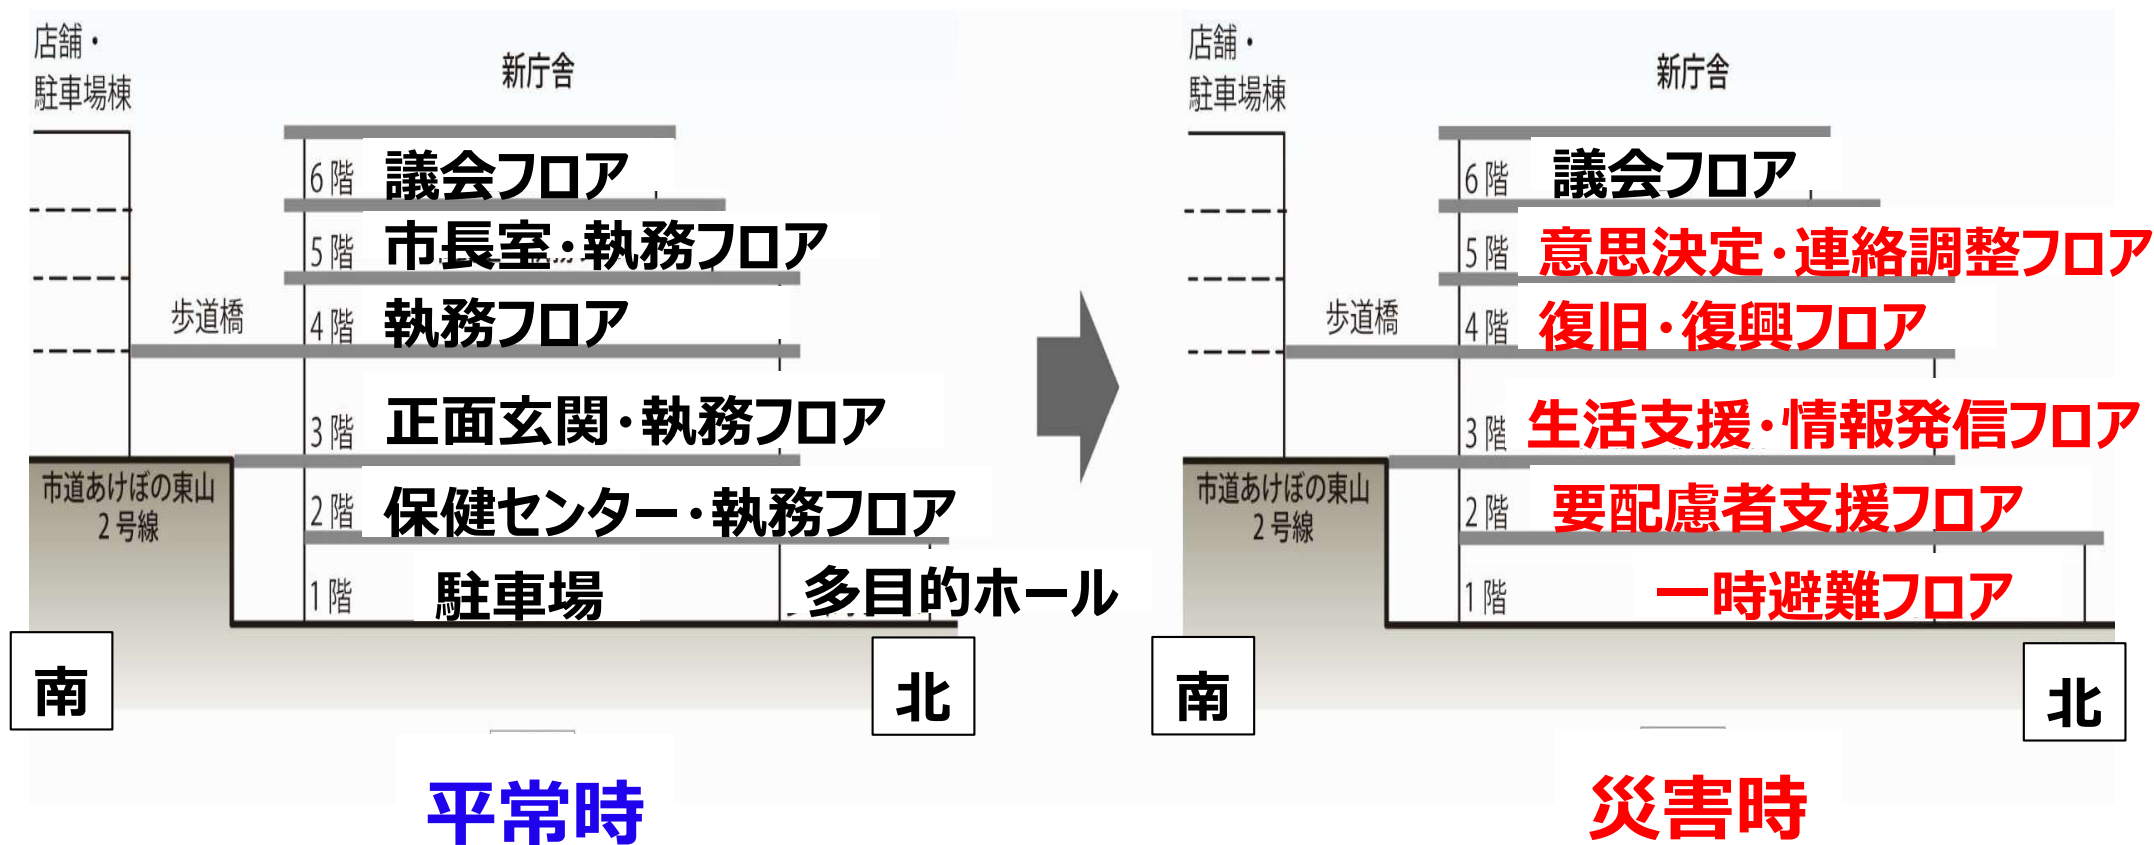 店舗・
駐車場棟
新庁舎
6階 議会フロア
5階 市長室・執務フロア
歩道橋
4階 執務フロア
3階 正面玄関・執務フロア
市道あけぼの東山
2号線
2階 保健センター・執務フロア
1階 駐車場 多目的ホール
南
北
平常時
店舗・
駐車場棟
新庁舎
6階 議会フロア
5階 意思決定・連絡調整フロア
歩道橋
4階 復旧・復興フロア
3階 生活支援・情報発信フロア
市道あけぼの東山
2号線
2階 要配慮者支援フロア
1階 一時避難フロア
南
北
災害時